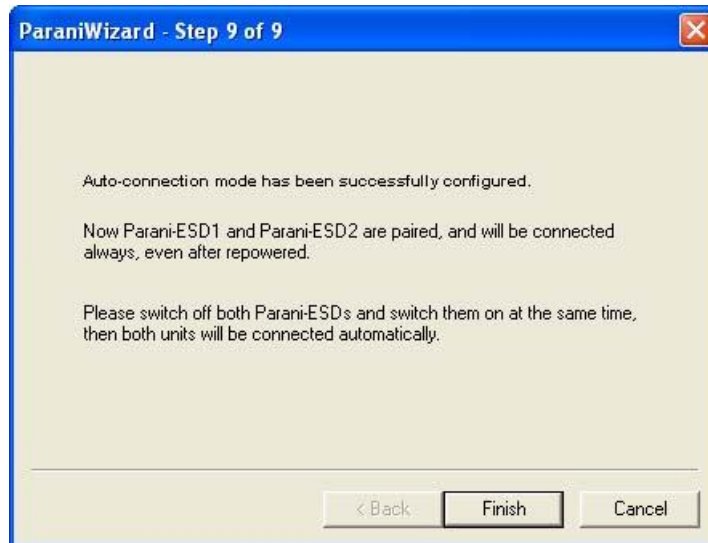 ParaniWizard - Step 9 of 9
Auto-connection mode has been successfully configured.
Now Parani-ESD1 and Parani-ESD2 are paired, and will be connected
always, even after repowered.
Please switch off both Parani-ESDs and switch them on at the same time,
then both units will be connected automatically.
< Back Finish Cancel